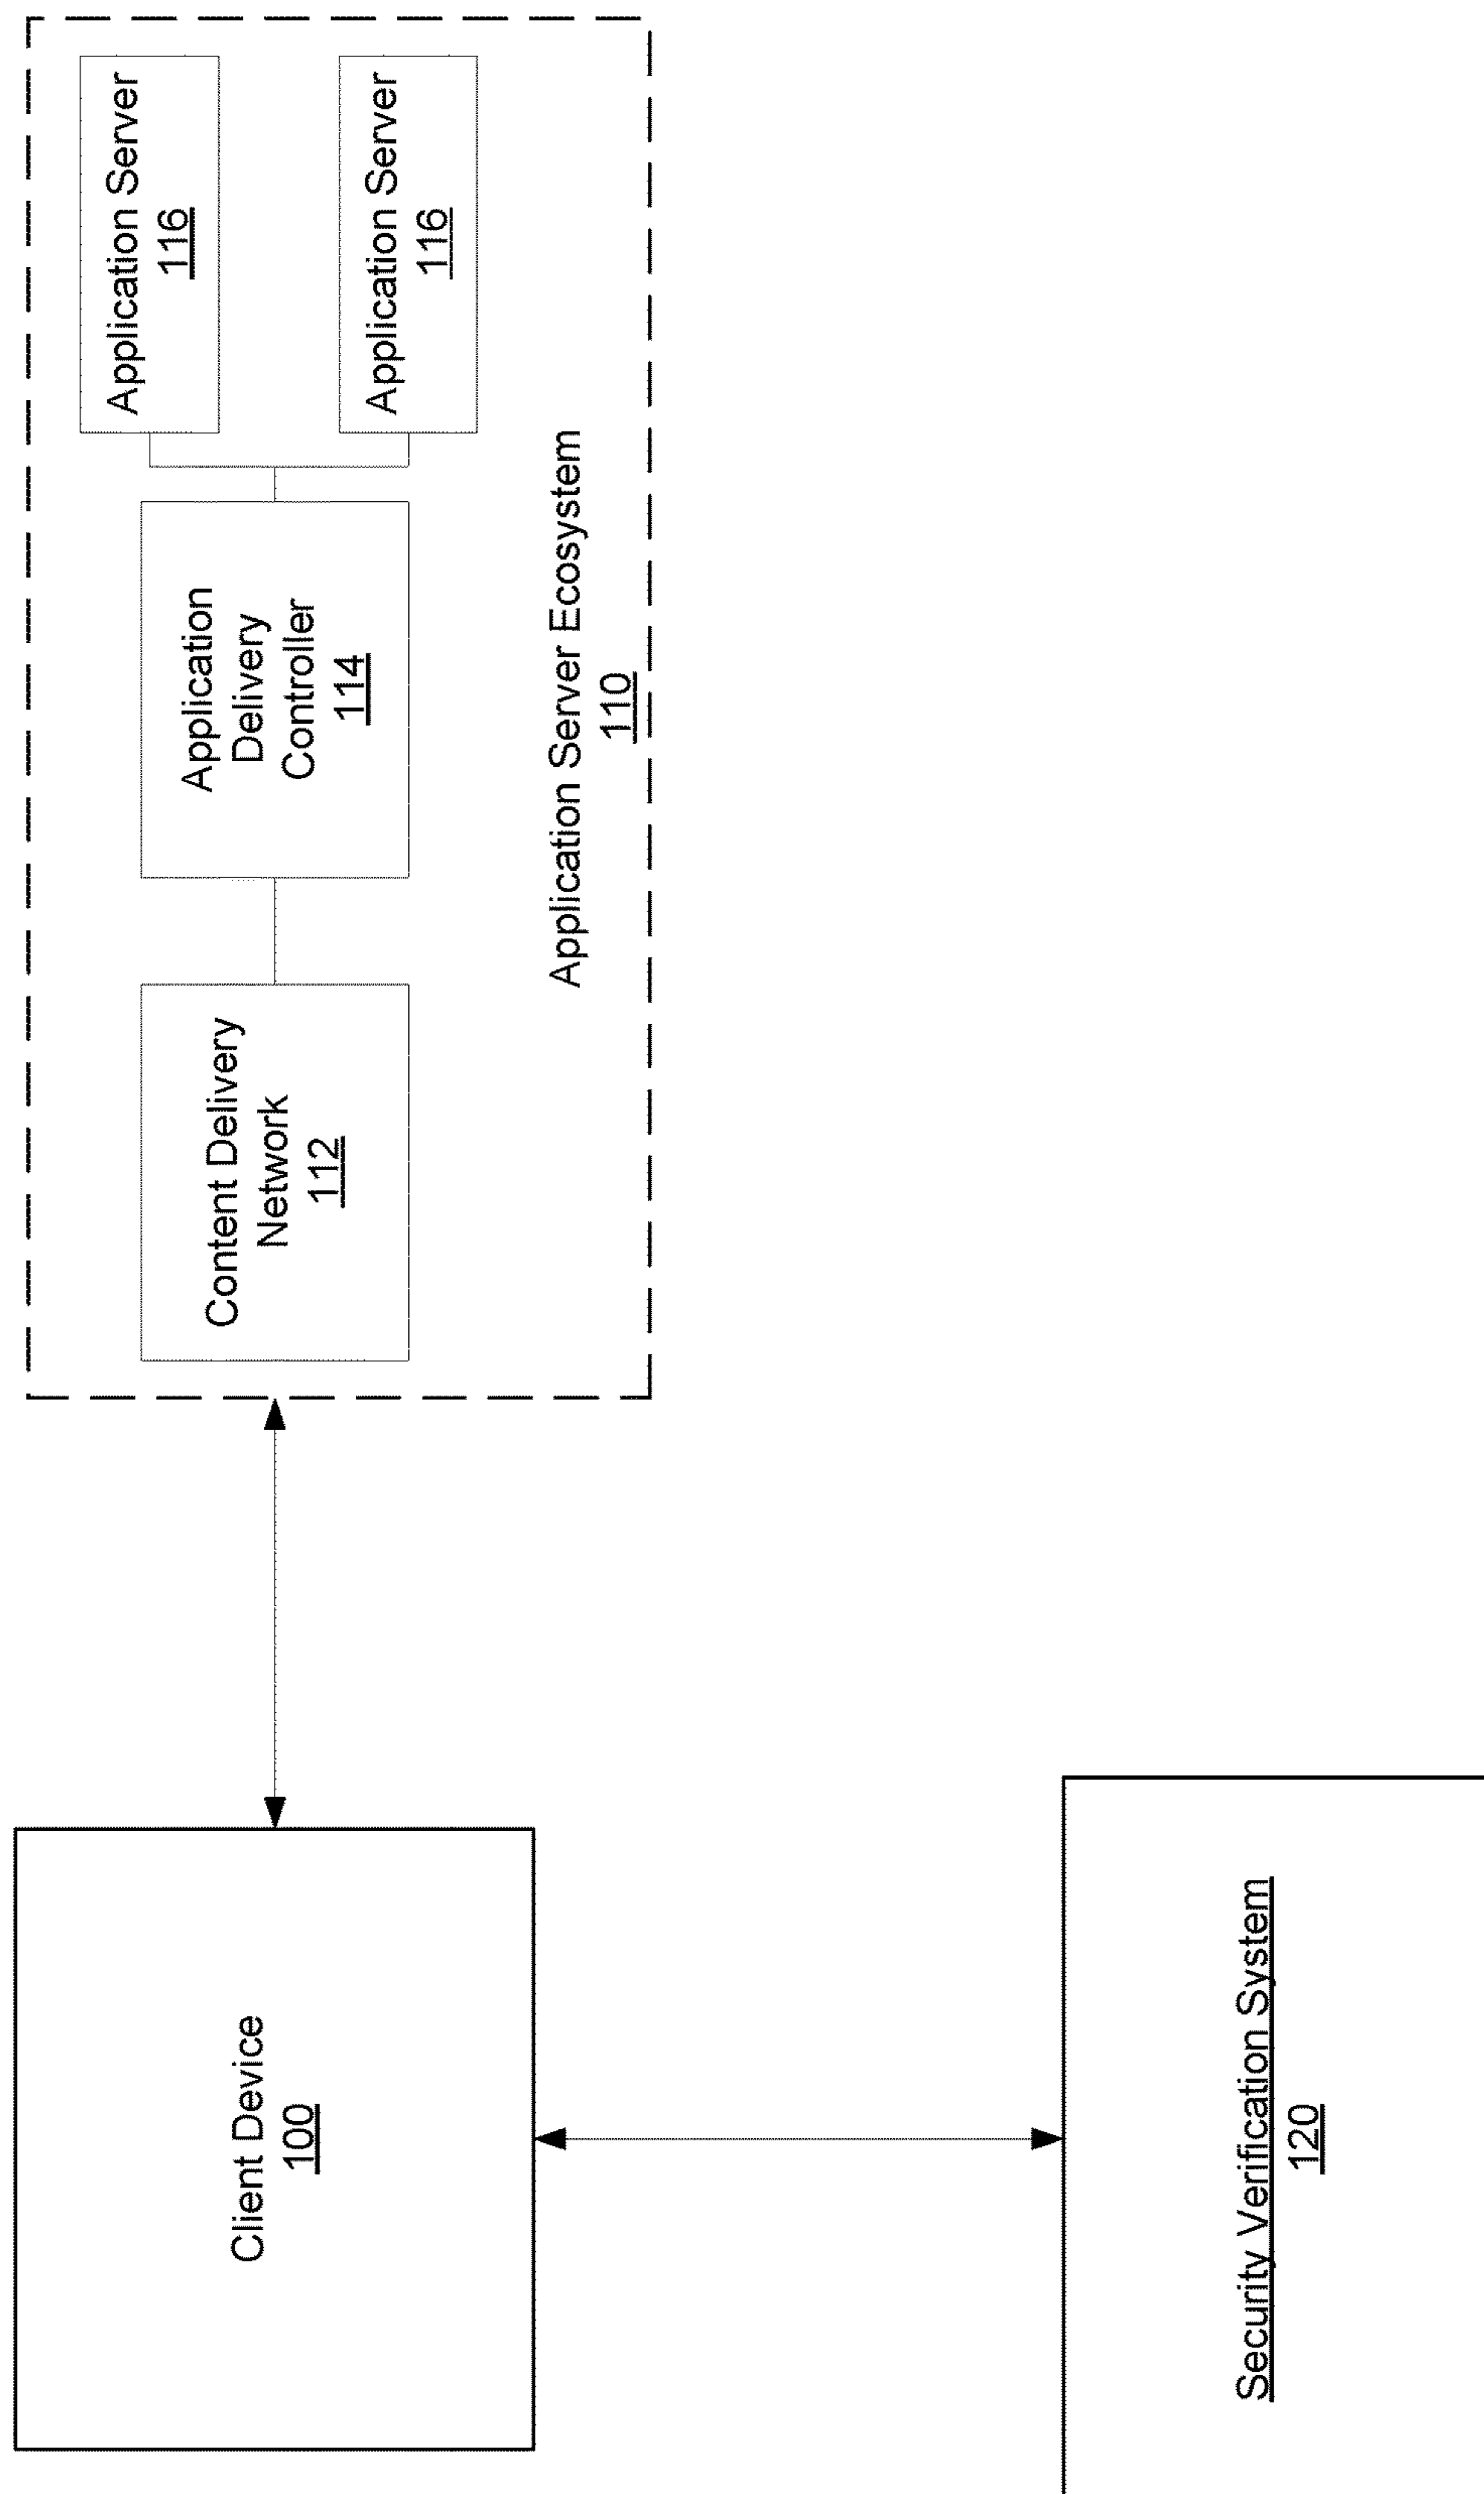 Client Device
100
Content Delivery
Network
112
Application
Delivery
Controller
114
Application Server
116
Application Server
116
Application Server Ecosystem
110
Security Verification System
120